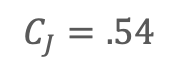 C_J = .54